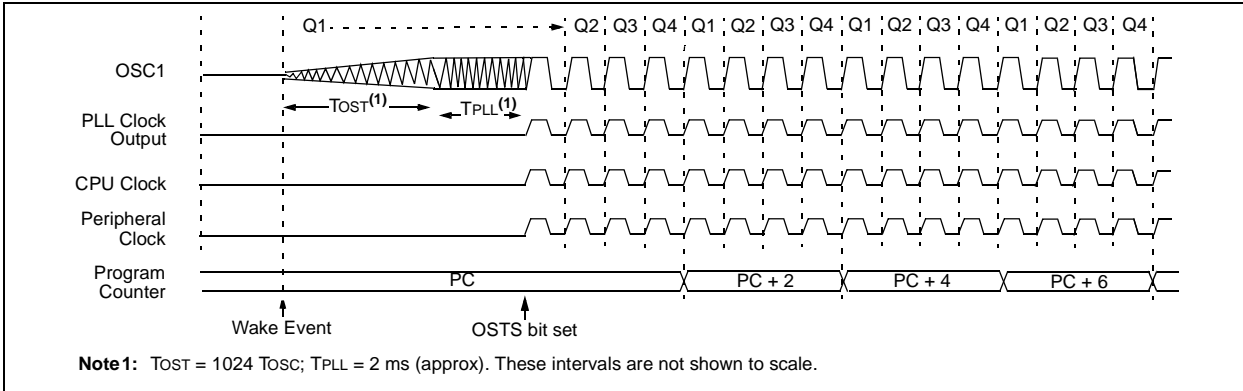 Q1 Q2 Q3 Q4 Q1 Q2 Q3 Q4 Q1 Q2 Q3 Q4 Q1 Q2 Q3 Q4
OSC1
TOST(1)
TPLL(1)
PLL Clock
Output
CPU Clock
Peripheral
Clock
Program
Counter
PC
PC + 2
PC + 4
PC + 6
Wake Event
OSTS bit set
Note 1: TOST = 1024 TOSC; TPLL = 2 ms (approx). These intervals are not shown to scale.